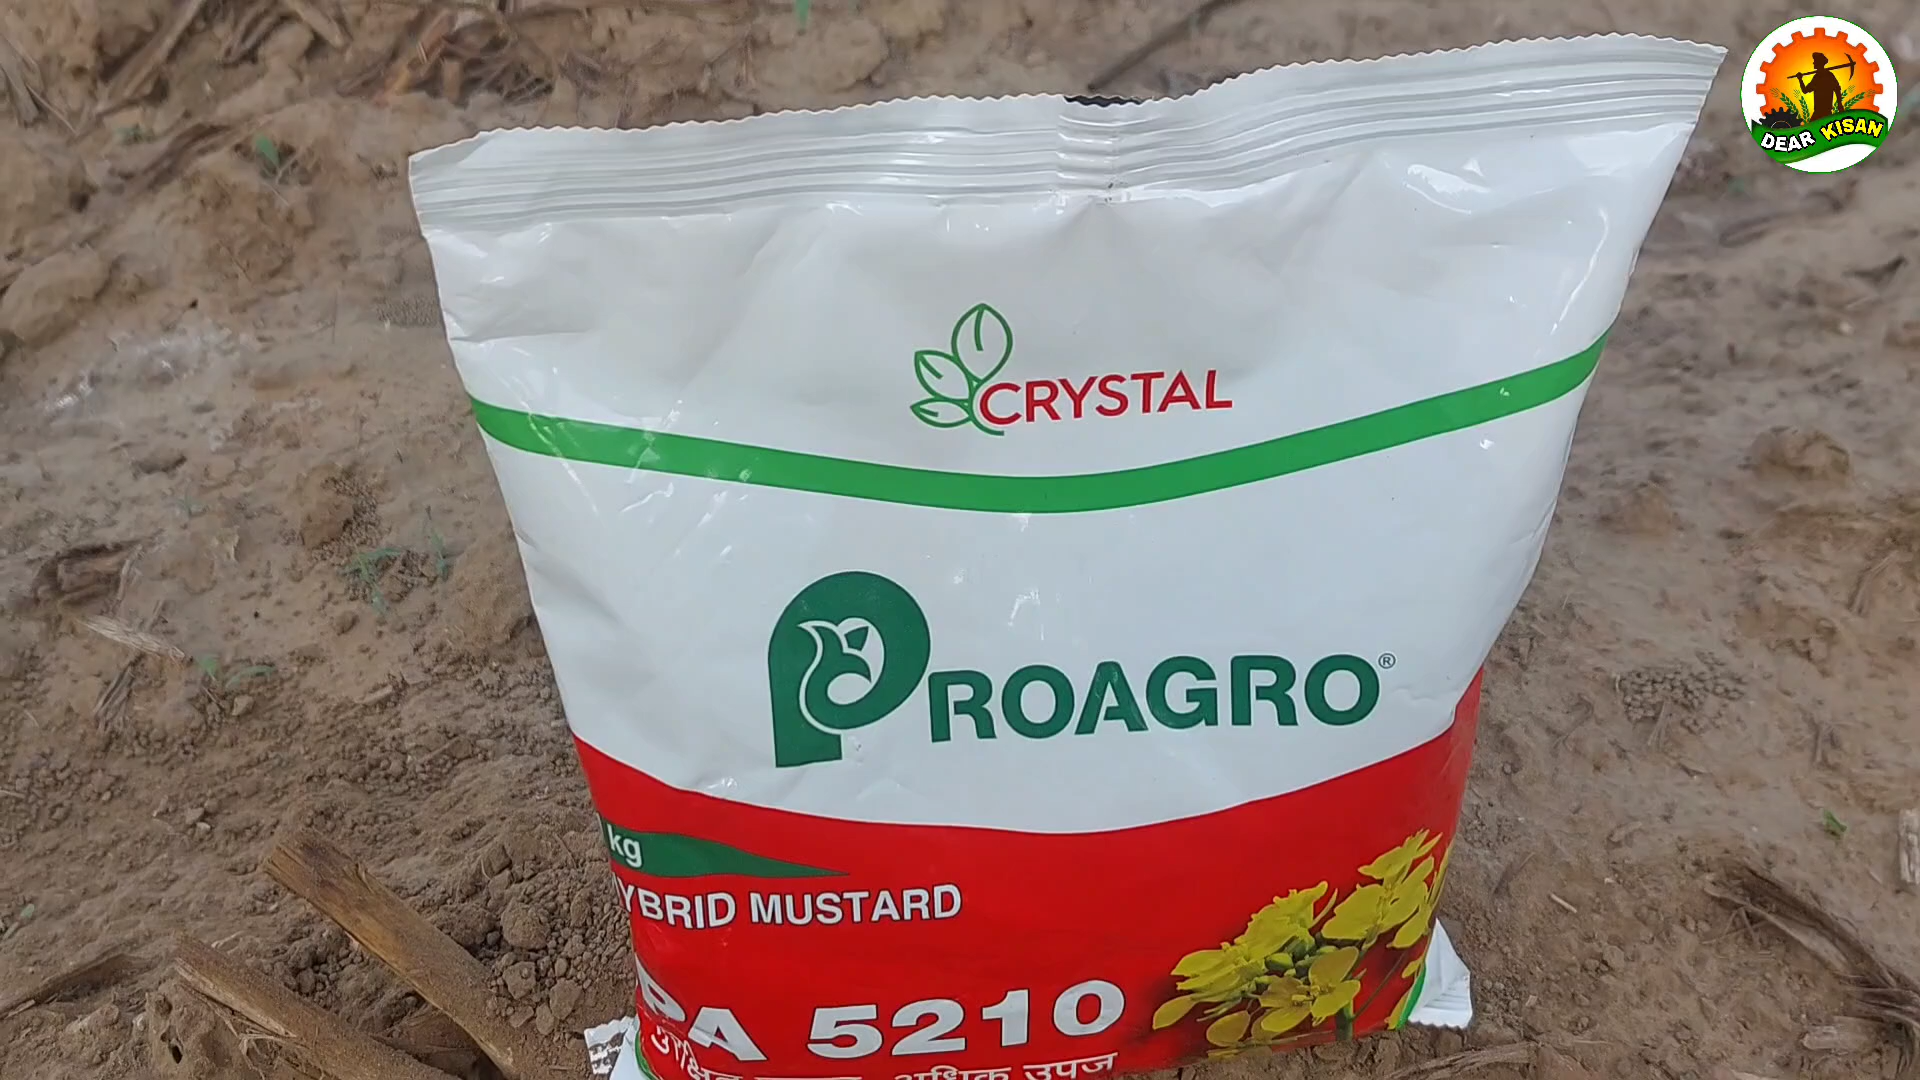 DEAR KISAN
CRYSTAL
PROAGRO®
kg
YBRID MUSTARD
PA 5210
अधिक उपज